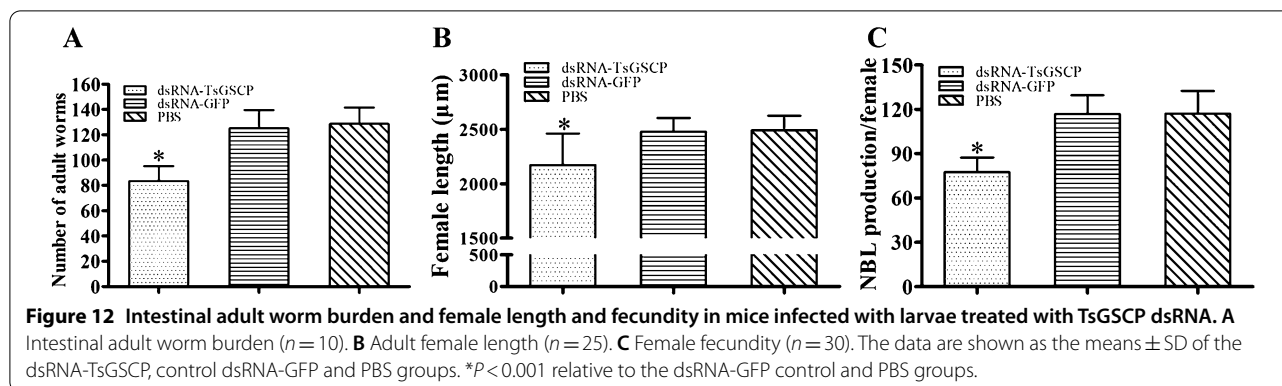 A
dsRNA-TsGSCP
dsRNA-GFP
PBS
Number of adult worms
160
140
120
100
80
60
40
20
0
*
B
dsRNA-TsGSCP
dsRNA-GFP
PBS
Female length (μm)
3000
2500
2000
1500
500
0
*
C
dsRNA-TsGSCP
dsRNA-GFP
PBS
NBL production/female
150
120
90
60
30
0
*
Figure 12 Intestinal adult worm burden and female length and fecundity in mice infected with larvae treated with TsGSCP dsRNA. A
Intestinal adult worm burden (n = 10). B Adult female length (n = 25). C Female fecundity (n = 30). The data are shown as the means ± SD of the
dsRNA-TsGSCP, control dsRNA-GFP and PBS groups. *P < 0.001 relative to the dsRNA-GFP control and PBS groups.